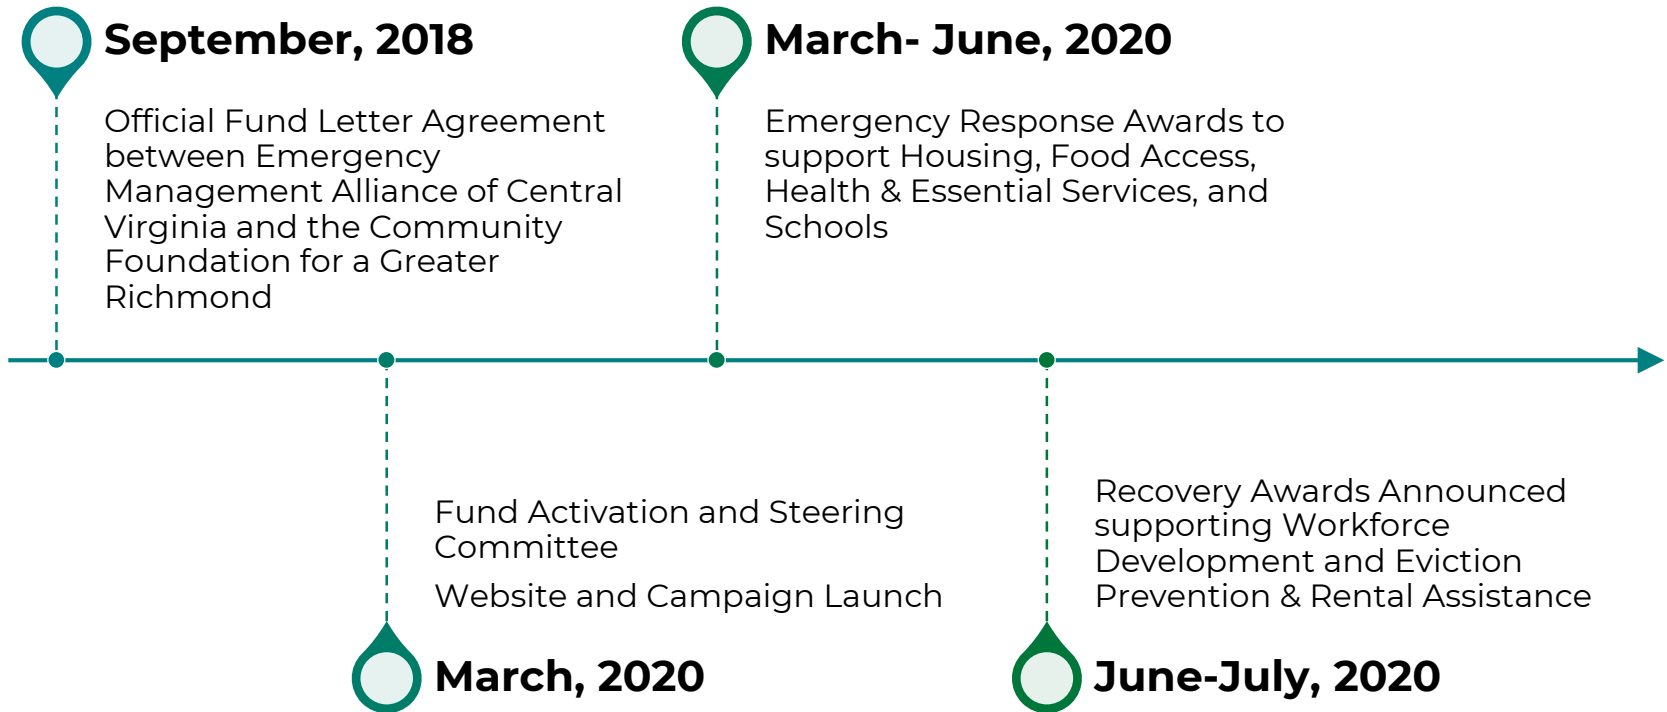 September, 2018
Official Fund Letter Agreement
between Emergency
Management Alliance of Central
Virginia and the Community
Foundation for a Greater
Richmond
March, 2020
Fund Activation and Steering
Committee
Website and Campaign Launch
March- June, 2020
Emergency Response Awards to
support Housing, Food Access,
Health & Essential Services, and
Schools
June-July, 2020
Recovery Awards Announced
supporting Workforce
Development and Eviction
Prevention & Rental Assistance